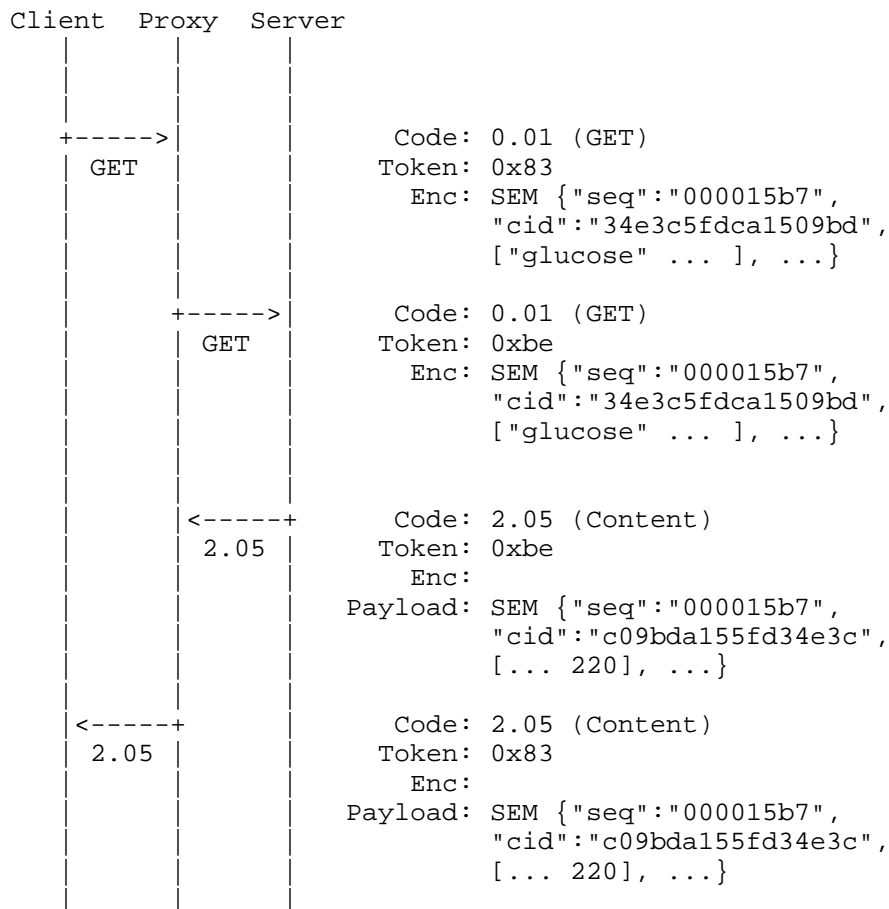 Client  Proxy  Server
+----->|  Code: 0.01 (GET)
GET  Token: 0x83
Enc: SEM {"seq":"000015b7",
"cid":"34e3c5fdca1509bd",
["glucose" ... ], ...}
+----->  Code: 0.01 (GET)
GET  Token: 0xbe
Enc: SEM {"seq":"000015b7",
"cid":"34e3c5fdca1509bd",
["glucose" ... ], ...}
<-----+  Code: 2.05 (Content)
2.05  Token: 0xbe
Enc:
Payload: SEM {"seq":"000015b7",
"cid":"c09bda155fd34e3c",
[... 220], ...}
<-----+  Code: 2.05 (Content)
2.05  Token: 0x83
Enc:
Payload: SEM {"seq":"000015b7",
"cid":"c09bda155fd34e3c",
[... 220], ...}